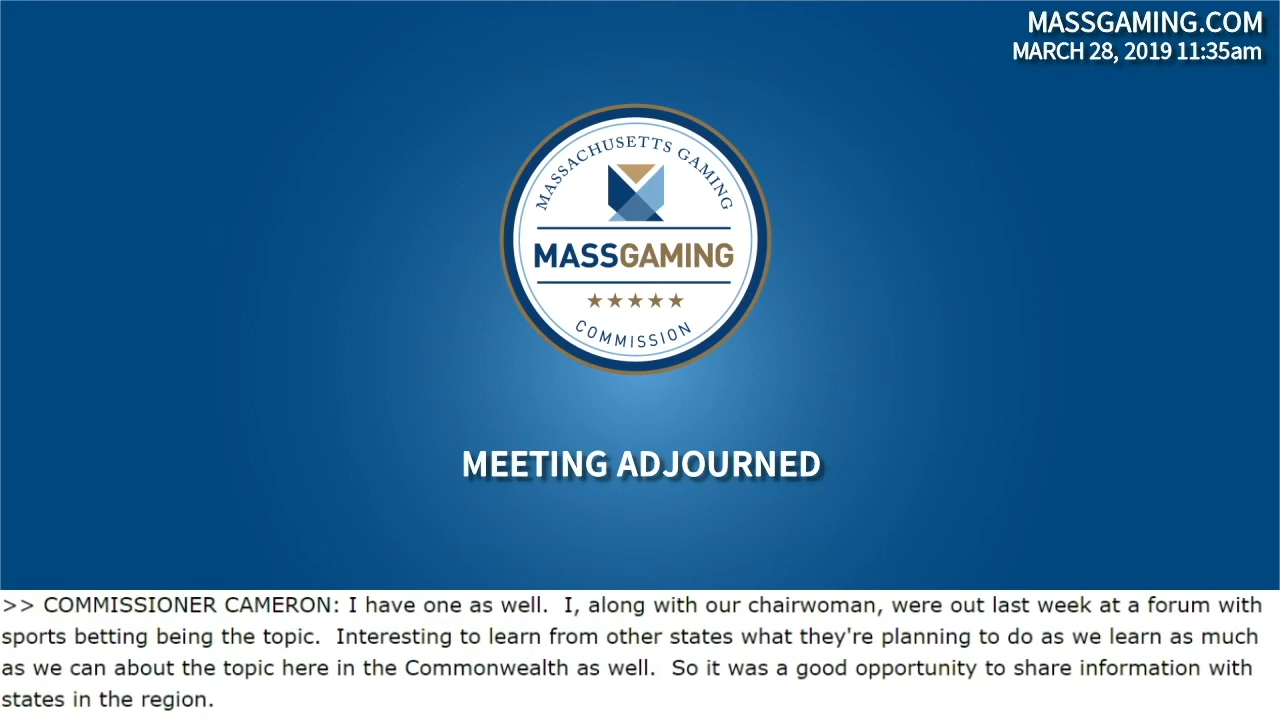 MASSGAMING.COM
MARCH 28, 2019 11:35am
MASSACHUSETTS GAMING
MASSGAMING
COMMISSION
MEETING ADJOURNED
>> COMMISSIONER CAMERON: I have one as well.  I, along with our chairwoman, were out last week at a forum with
sports betting being the topic.  Interesting to learn from other states what they're planning to do as we learn as much
as we can about the topic here in the Commonwealth as well.  So it was a good opportunity to share information with
states in the region.